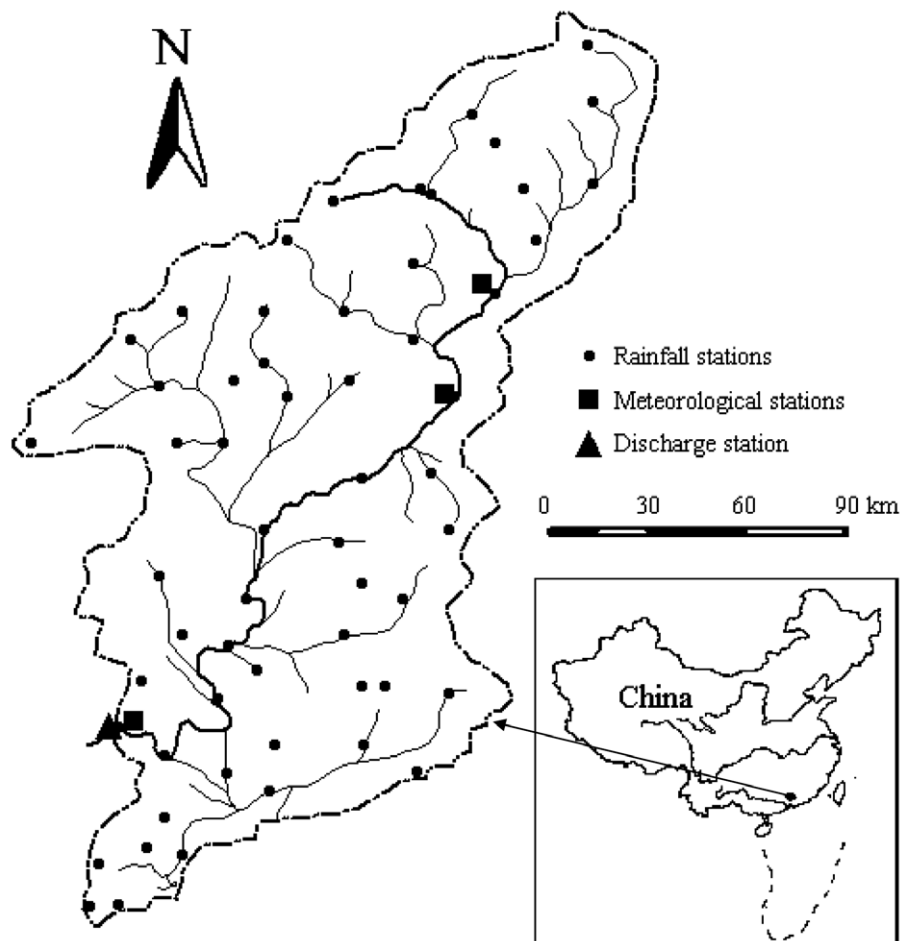 N
Rainfall stations
Meteorological stations
Discharge station
0 30 60 90 km
China